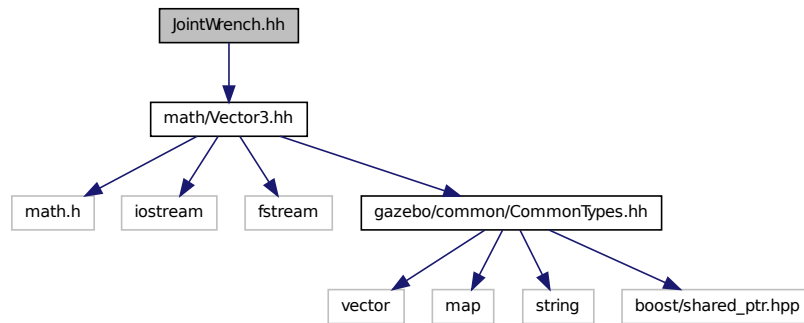 JointWrench.hh
math/Vector3.hh
math.h
iostream
fstream
gazebo/common/CommonTypes.hh
vector
map
string
boost/shared_ptr.hpp